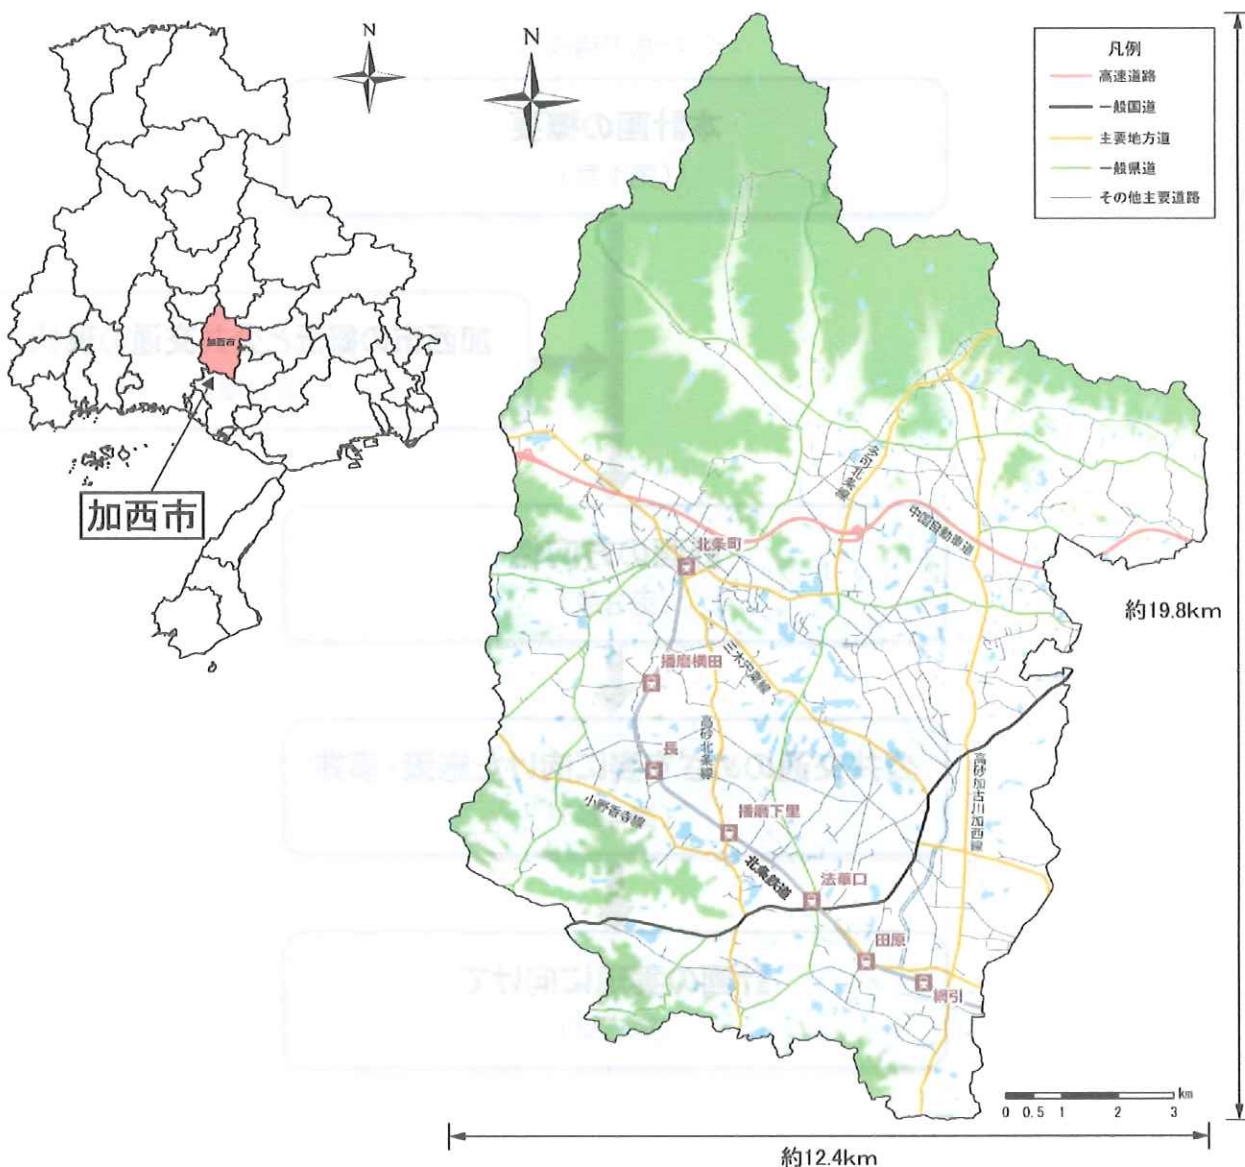 N
N
凡例
高速道路
一般国道
主要地方道
一般県道
その他主要道路
加西市
加西市
多可北条線
中国自動車道
北条町
約19.8km
播磨横田
三木宍粟線
高砂北条線
長
高砂加古川加西線
小野香寺線
播磨下里
北条鉄道
法華口
田原
網引
km
0 0.5 1 2 3
約12.4km